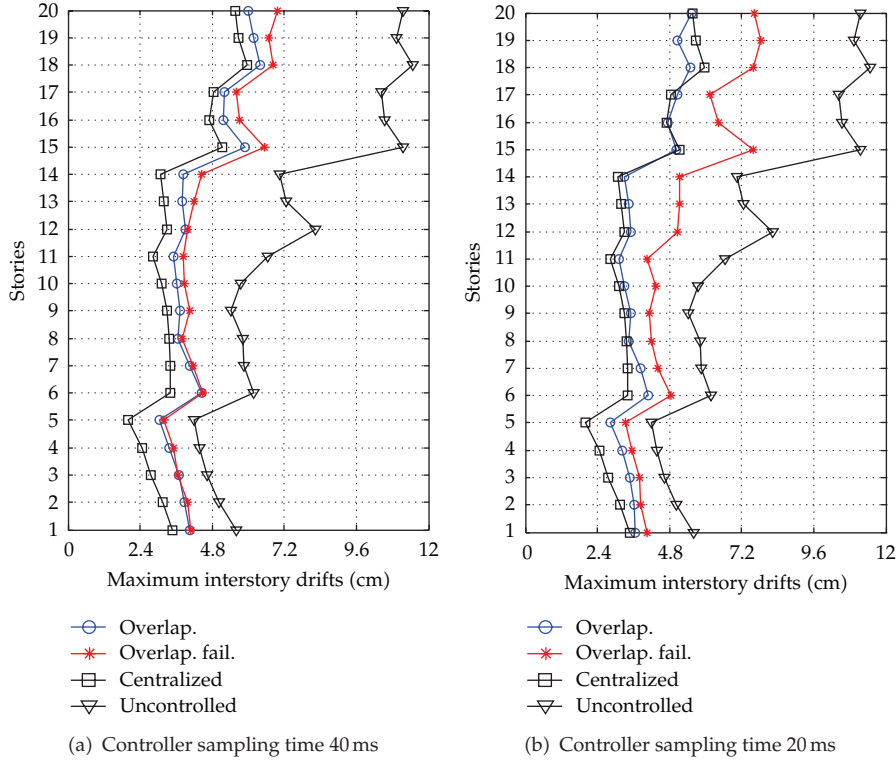 20
19
18
17
16
15
14
13
12
11
10
9
8
7
6
5
4
3
2
1
Stories
0 2.4 4.8 7.2 9.6 12
Maximum interstory drifts (cm)
Overlap.
Overlap. fail.
Centralized
Uncontrolled
(a) Controller sampling time 40 ms
20
19
18
17
16
15
14
13
12
11
10
9
8
7
6
5
4
3
2
1
Stories
0 2.4 4.8 7.2 9.6 12
Maximum interstory drifts (cm)
Overlap.
Overlap. fail.
Centralized
Uncontrolled
(b) Controller sampling time 20 ms